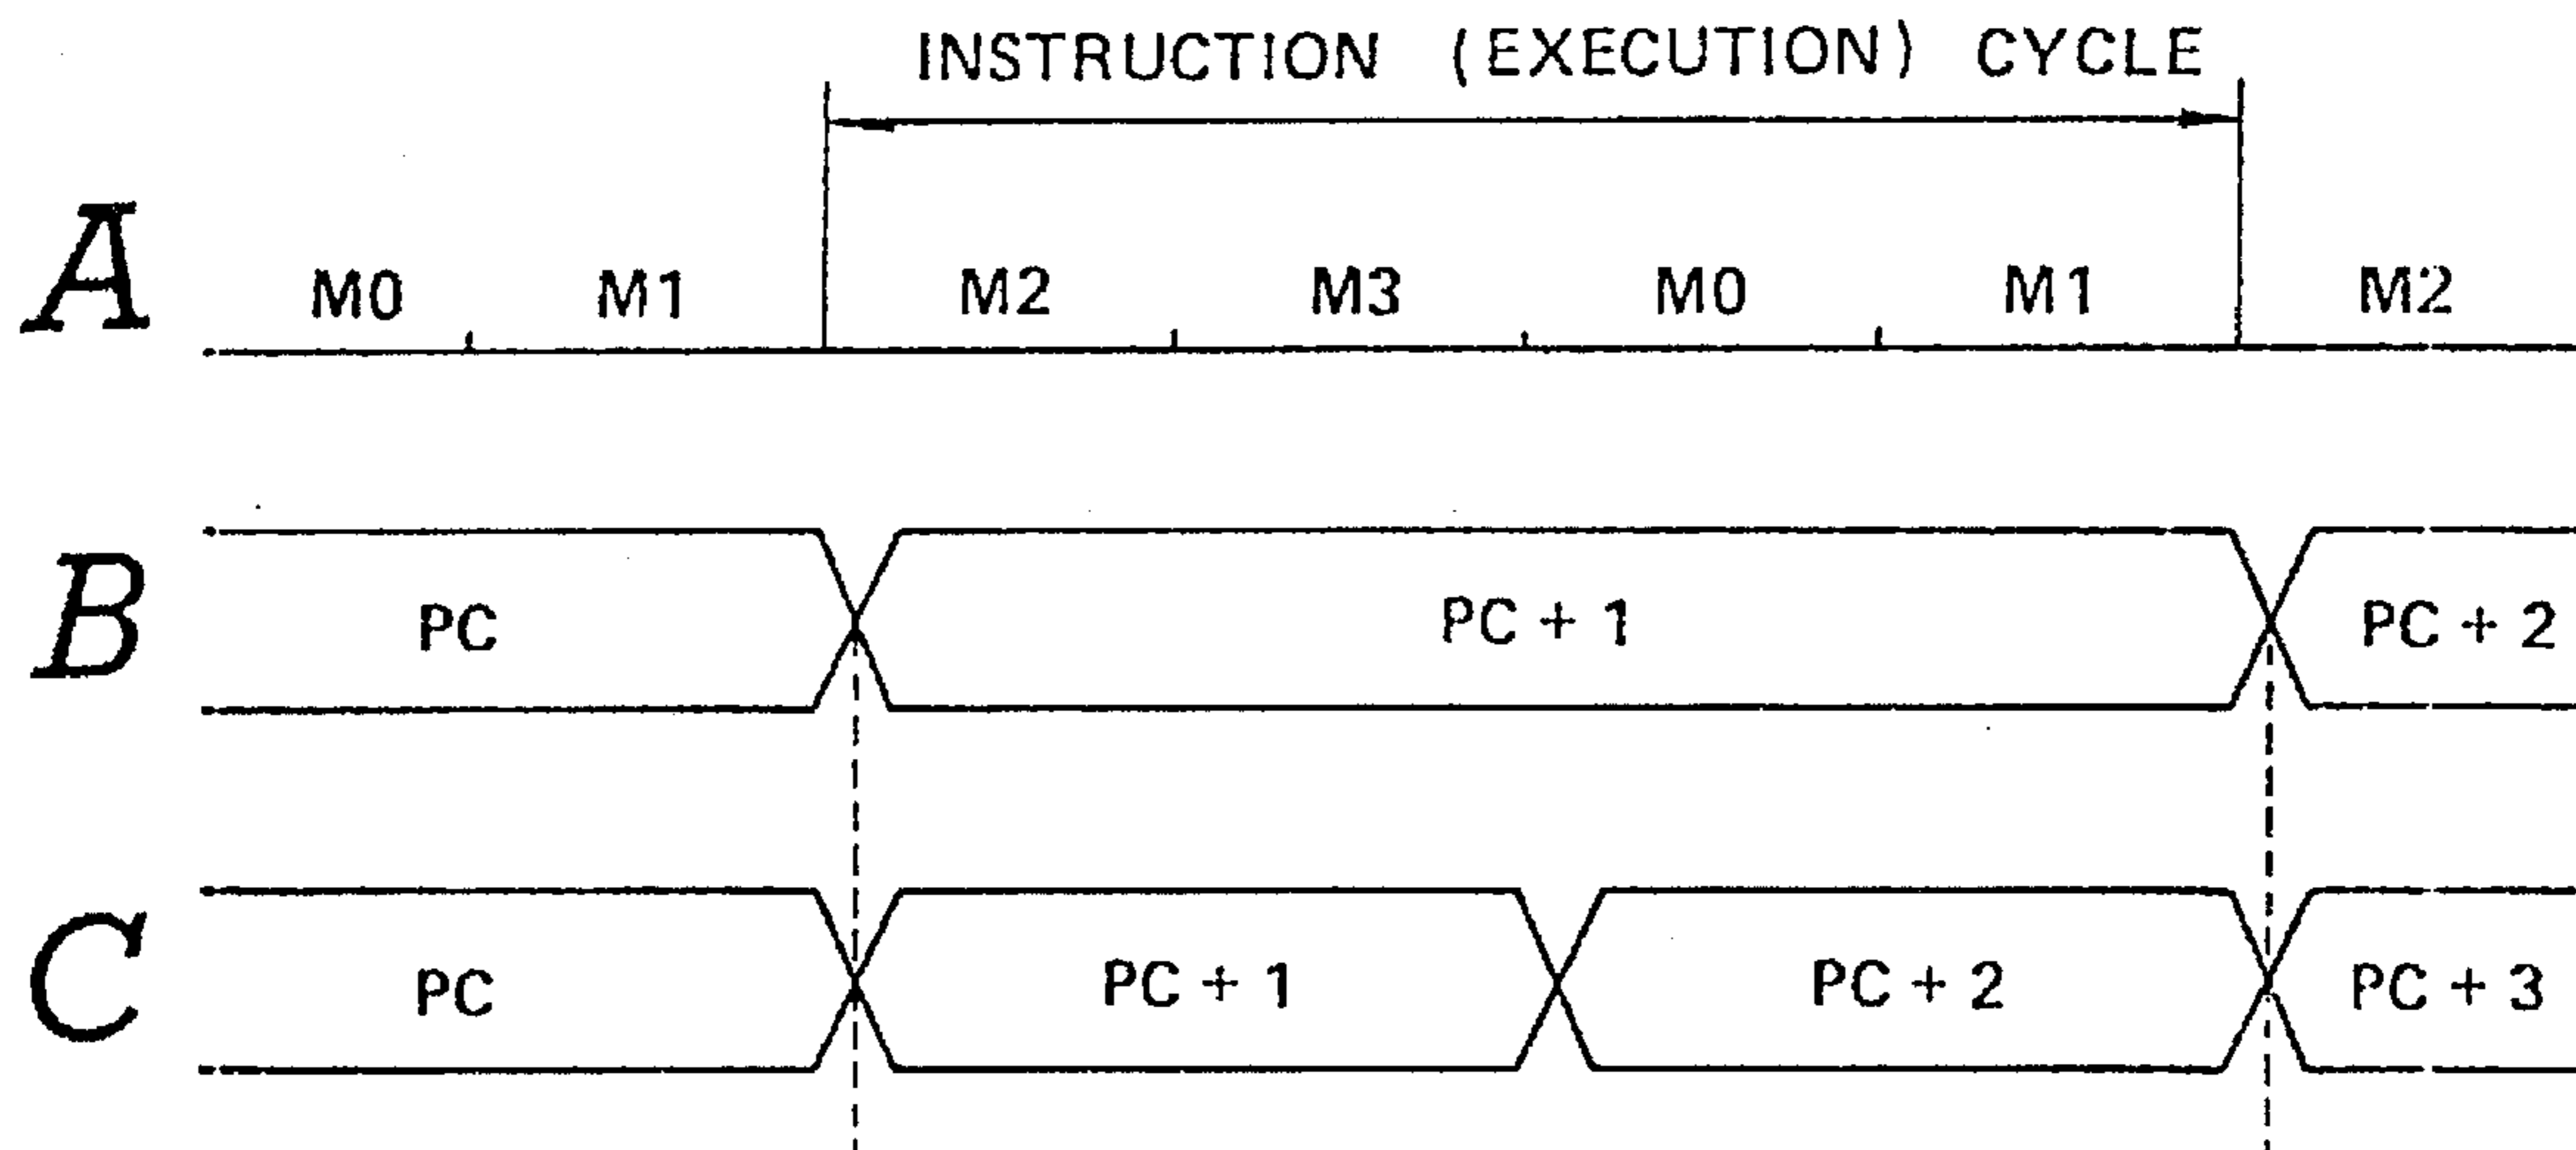 INSTRUCTION (EXECUTION) CYCLE
A M0 M1 M2 M3 M0 M1 M2
B PC PC + 1 PC + 2
C PC PC + 1 PC + 2 PC + 3